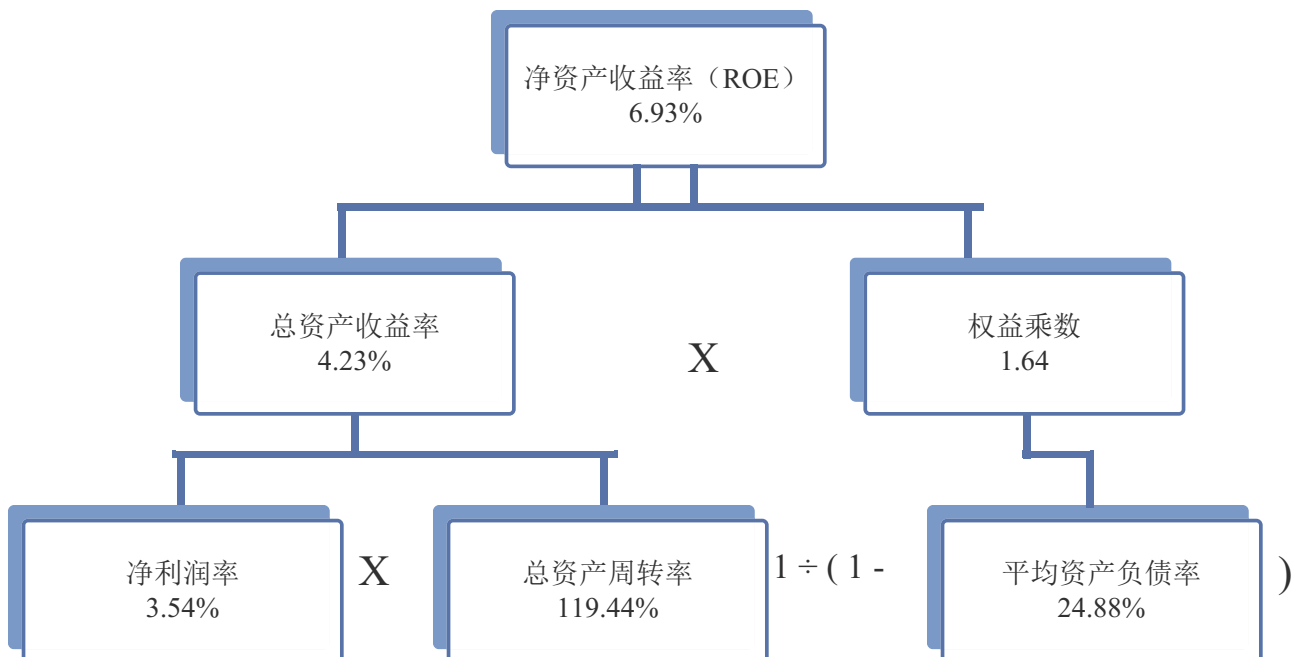 净资产收益率（ROE）
6.93%
总资产收益率
4.23%
X
权益乘数
1.64
净利润率
3.54%
X
总资产周转率
119.44%
1 ÷ ( 1 -
平均资产负债率
24.88%
)